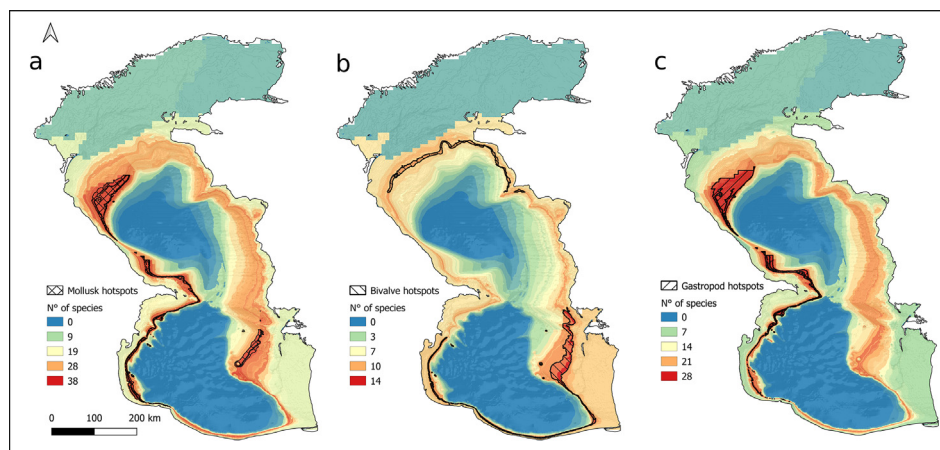 a
b
c
Mollusk hotspots
N° of species
0
9
19
28
38
0 100 200 km
Bivalve hotspots
N° of species
0
3
7
10
14
Gastropod hotspots
N° of species
0
7
14
21
28